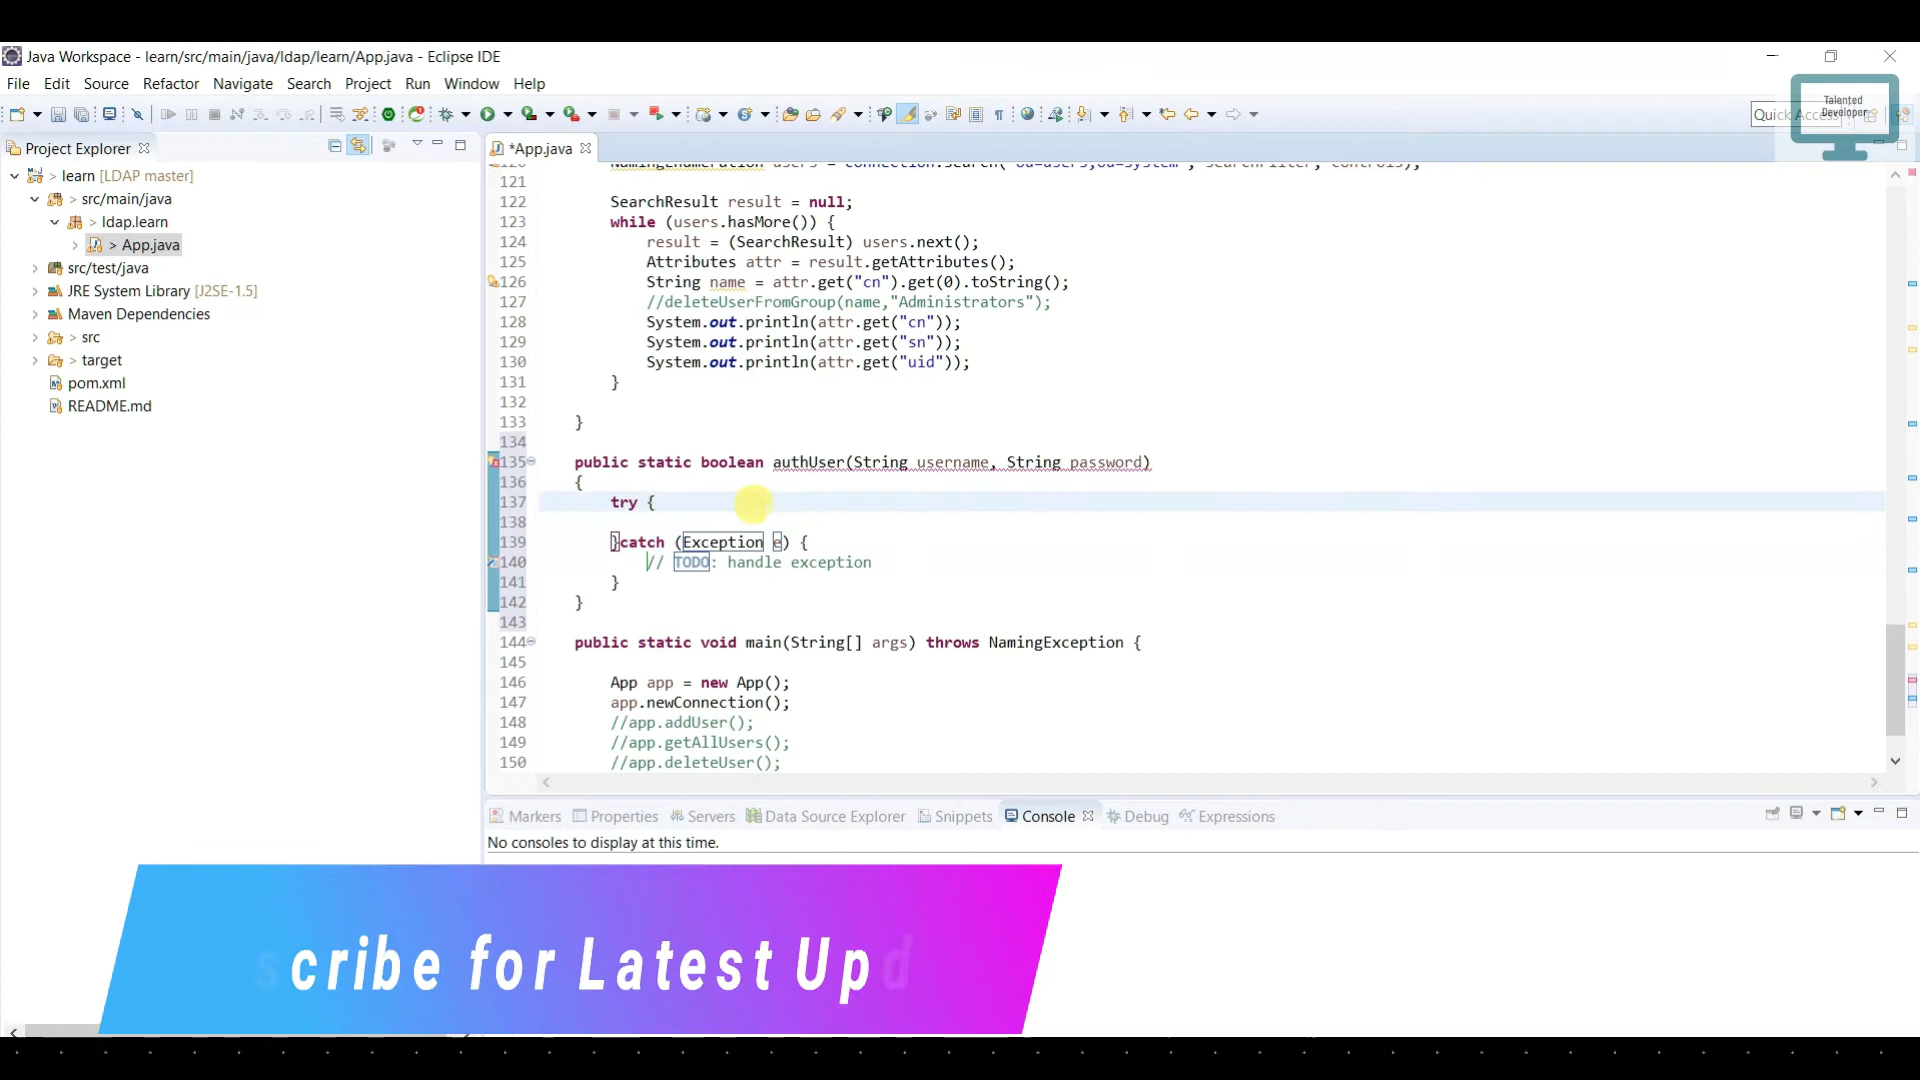 Java Workspace - learn/src/main/java/ldap/learn/App.java - Eclipse IDE
File Edit Source Refactor Navigate Search Project Run Window Help
Talented
Developer
Quick Access
Project Explorer
*App.java
> learn [LDAP master]
> src/main/java
> ldap.learn
> App.java
src/test/java
JRE System Library [J2SE-1.5]
Maven Dependencies
> src
> target
pom.xml
README.md
121
122 SearchResult result = null;
123 while (users.hasMore()) {
124 result = (SearchResult) users.next();
125 Attributes attr = result.getAttributes();
126 String name = attr.get("cn").get(0).toString();
127 //deleteUserFromGroup(name,"Administrators");
128 System.out.println(attr.get("cn"));
129 System.out.println(attr.get("sn"));
130 System.out.println(attr.get("uid"));
131 }
132
133 }
134
135 public static boolean authUser(String username, String password)
136 {
137 try {
138
139 }catch (Exception e) {
140 // TODO: handle exception
141 }
142 }
143
144 public static void main(String[] args) throws NamingException {
145
146 App app = new App();
147 app.newConnection();
148 //app.addUser();
149 //app.getAllUsers();
150 //app.deleteUser();
Markers Properties Servers Data Source Explorer Snippets Console Debug Expressions
No consoles to display at this time.
scribe for Latest Upd